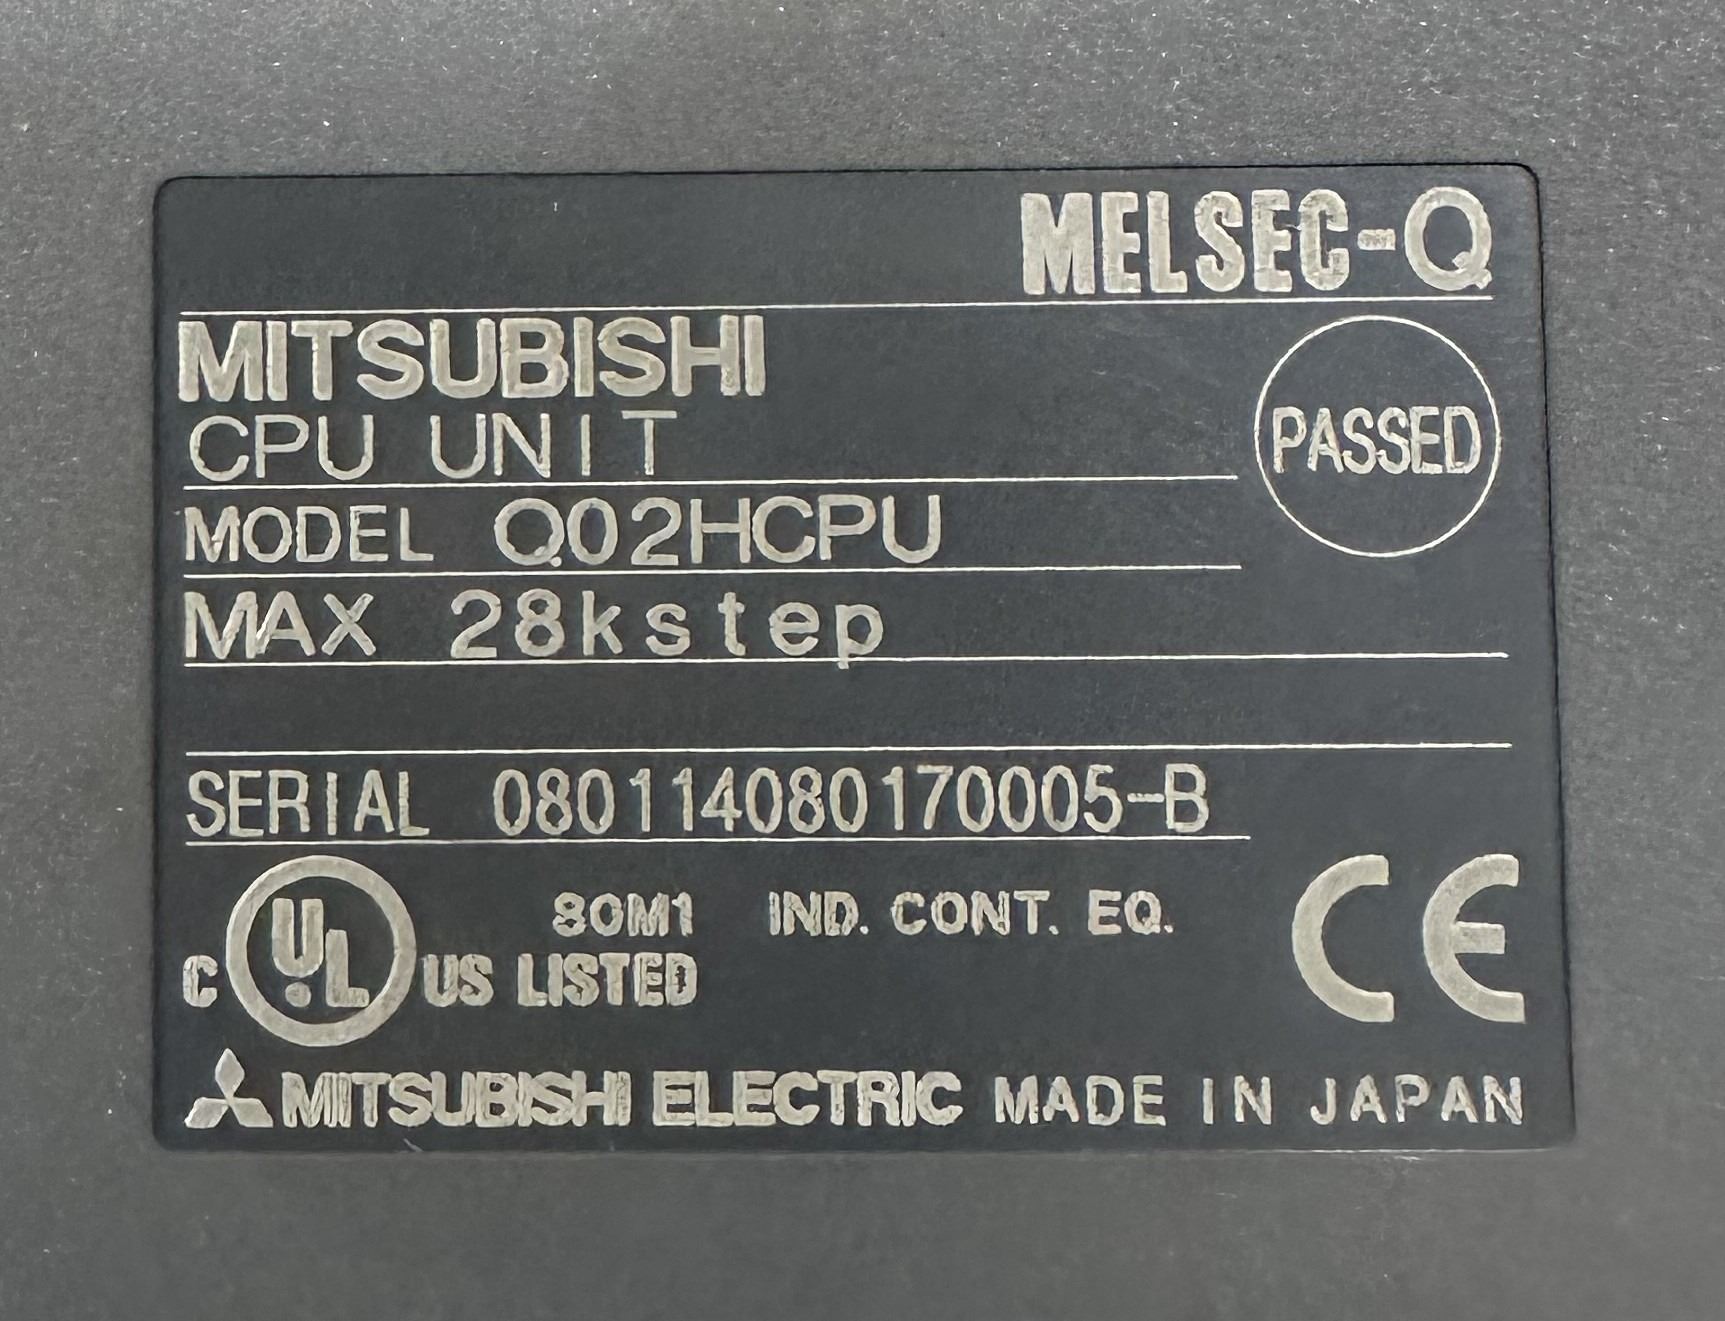 MELSEC-Q
MITSUBISHI
CPU UNIT
PASSED
MODEL Q02HCPU
MAX 28kstep
SERIAL 080114080170005-B
80M1 IND. CONT. EQ.
C UL US LISTED
CE
MITSUBISHI ELECTRIC MADE IN JAPAN